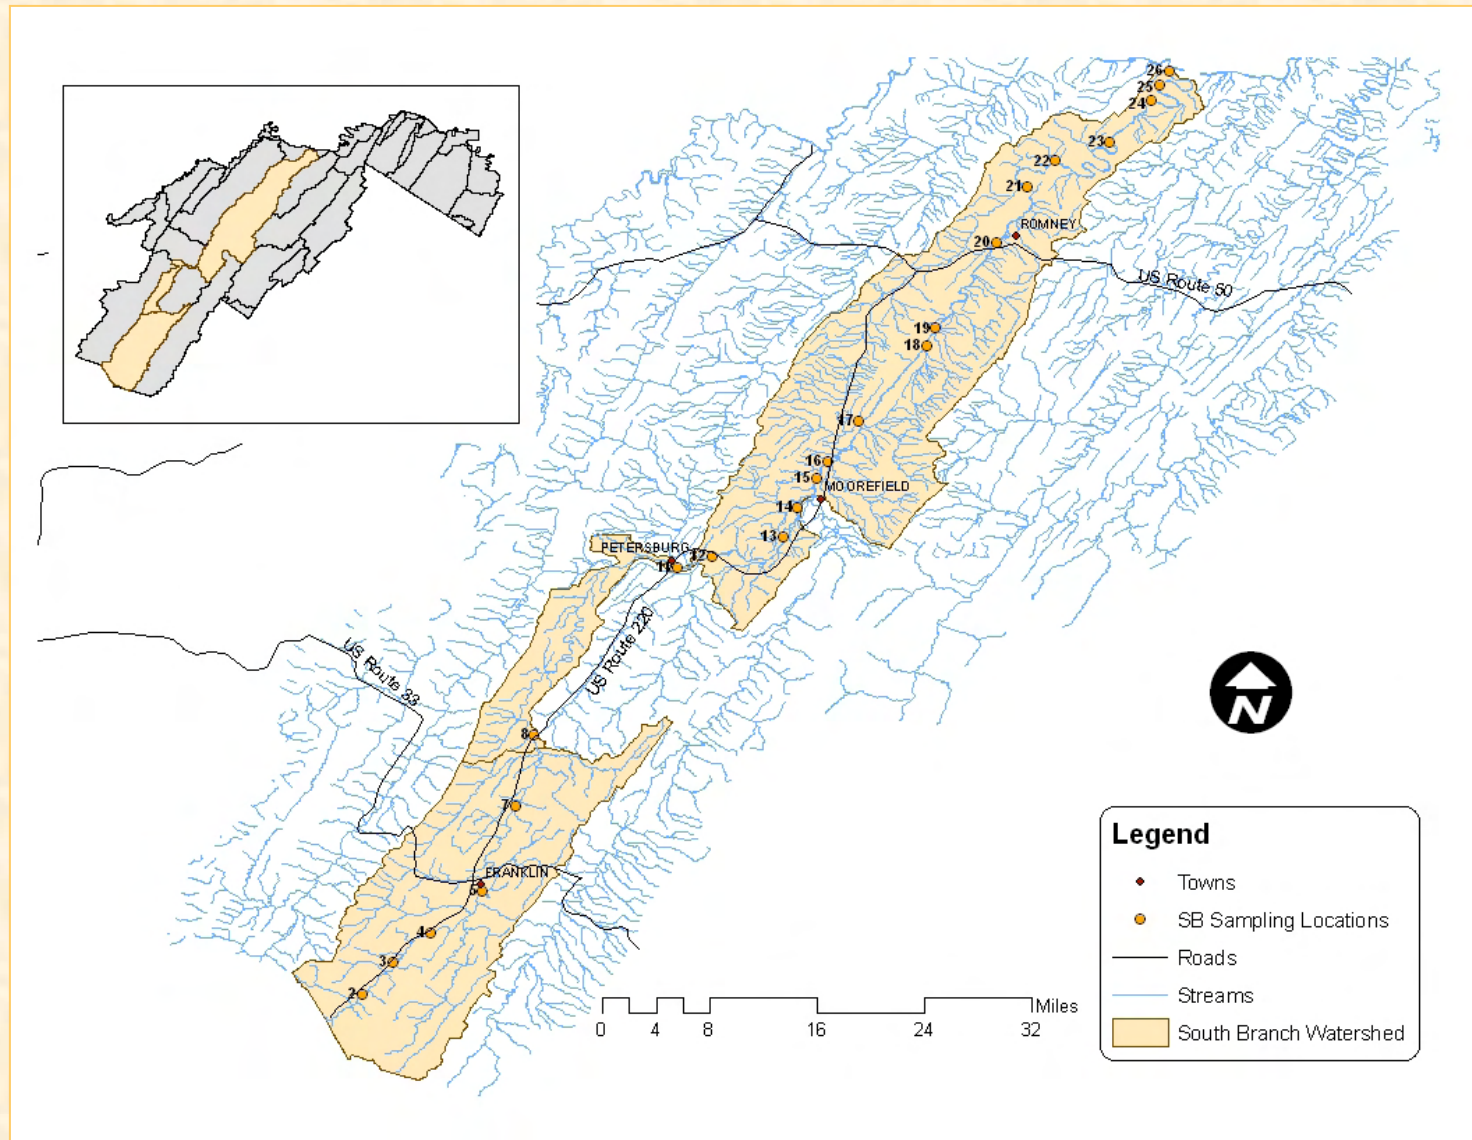 26
25
24
23
22
21
ROMNEY
20
US Route 50
19
18
17
16
15
MOOREFIELD
14
13
PETERSBURG
12
11
US Route 220
US Route 33
8
7
FRANKLIN
5
4
3
2
N
Miles
0 4 8 16 24 32
Legend
Towns
SB Sampling Locations
Roads
Streams
South Branch Watershed